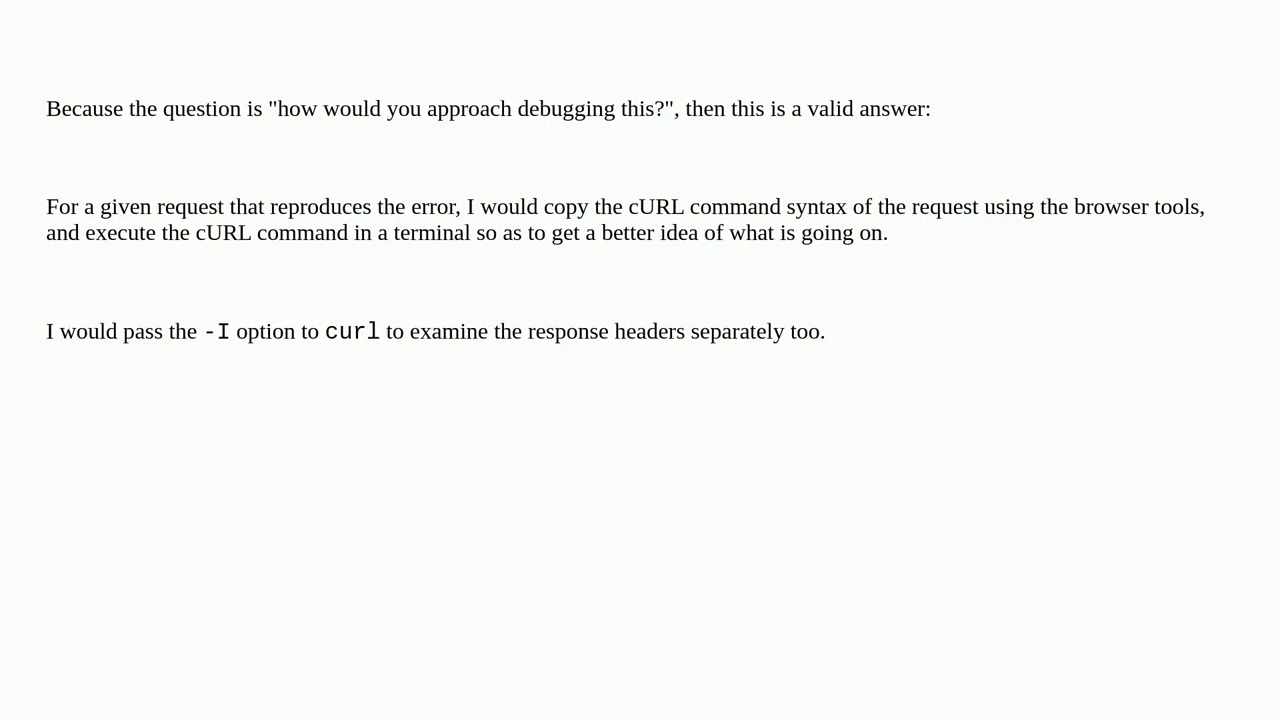 Because the question is "how would you approach debugging this?", then this is a valid answer:
For a given request that reproduces the error, I would copy the cURL command syntax of the request using the browser tools,
and execute the cURL command in a terminal so as to get a better idea of what is going on.
I would pass the -I option to curl to examine the response headers separately too.